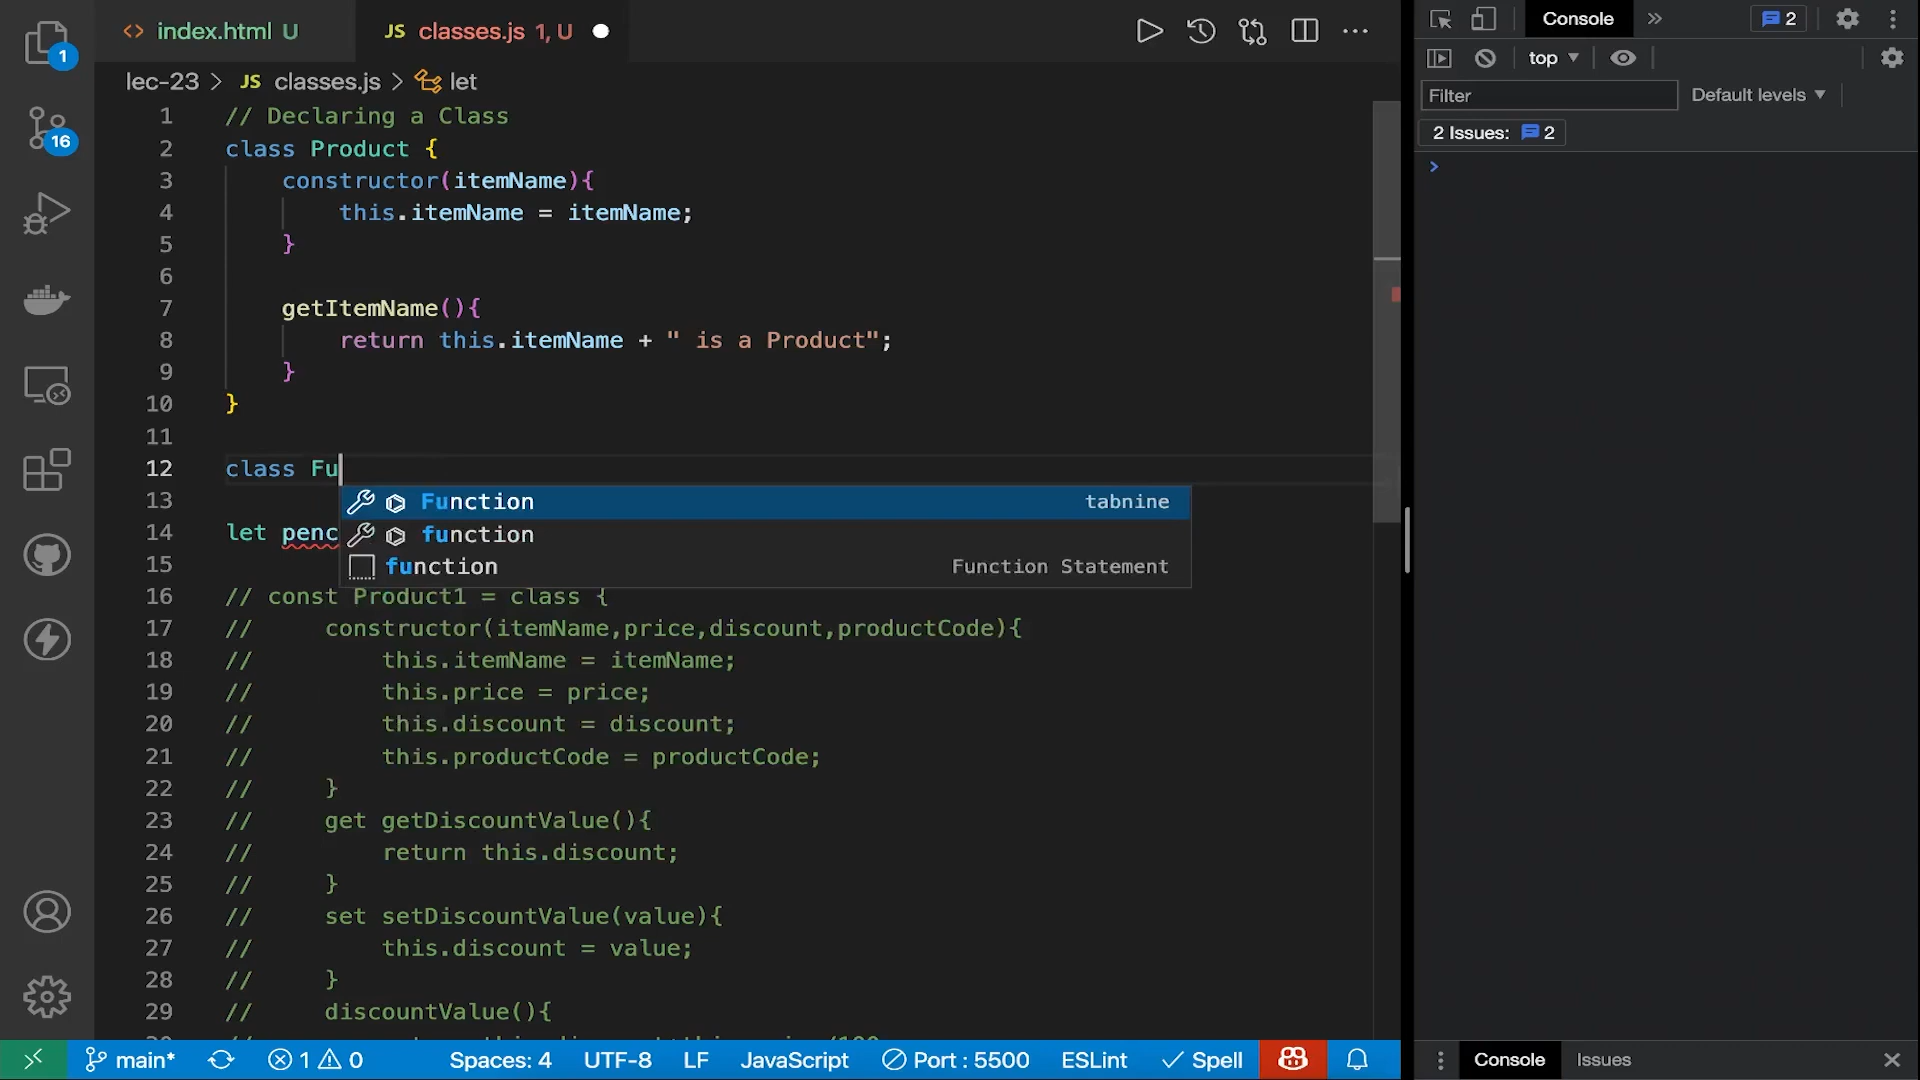 index.html U
JS classes.js 1, U
lec-23 > JS classes.js > let
1 // Declaring a Class
2 class Product {
3 constructor(itemName){
4 this.itemName = itemName;
5 }
6
7 getItemName(){
8 return this.itemName + " is a Product";
9 }
10 }
11
12 class Fu
13
14 let penc
15
16 // const Product1 = class {
17 // constructor(itemName,price,discount,productCode){
18 // this.itemName = itemName;
19 // this.price = price;
20 // this.discount = discount;
21 // this.productCode = productCode;
22 // }
23 // get getDiscountValue(){
24 // return this.discount;
25 // }
26 // set setDiscountValue(value){
27 // this.discount = value;
28 // }
29 // discountValue(){
Function tabnine
function
function Function Statement
1
16
main* 1 0 Spaces: 4 UTF-8 LF JavaScript Port : 5500 ESLint Spell
Console 2
top
Filter Default levels
2 Issues: 2
Console Issues